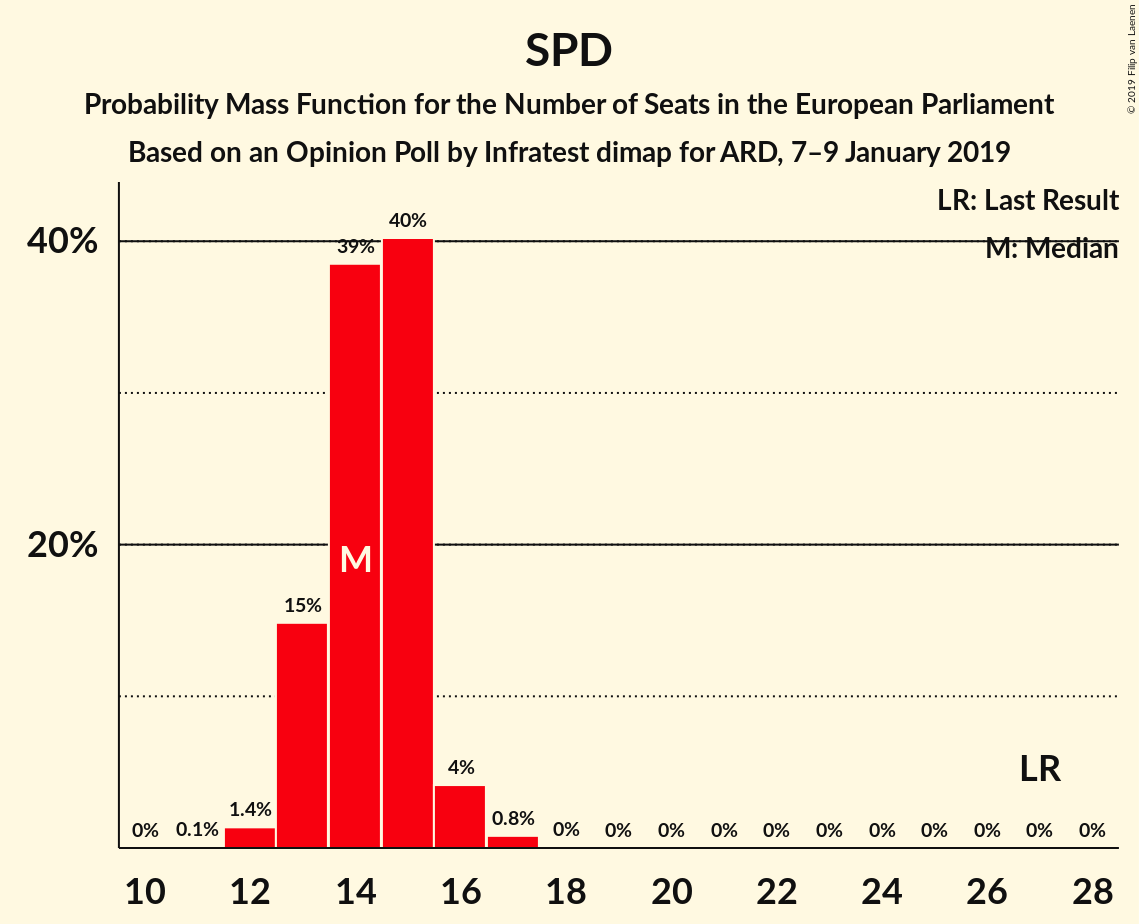 SPD
Probability Mass Function for the Number of Seats in the European Parliament
Based on an Opinion Poll by Infratest dimap for ARD, 7–9 January 2019
© 2019 Filip van Laenen
LR: Last Result
M: Median
40%
20%
0%
0.1%
1.4%
15%
39%
40%
4%
0.8%
0%
0%
0%
0%
0%
0%
0%
0%
0%
0%
0%
M
LR
10 12 14 16 18 20 22 24 26 28